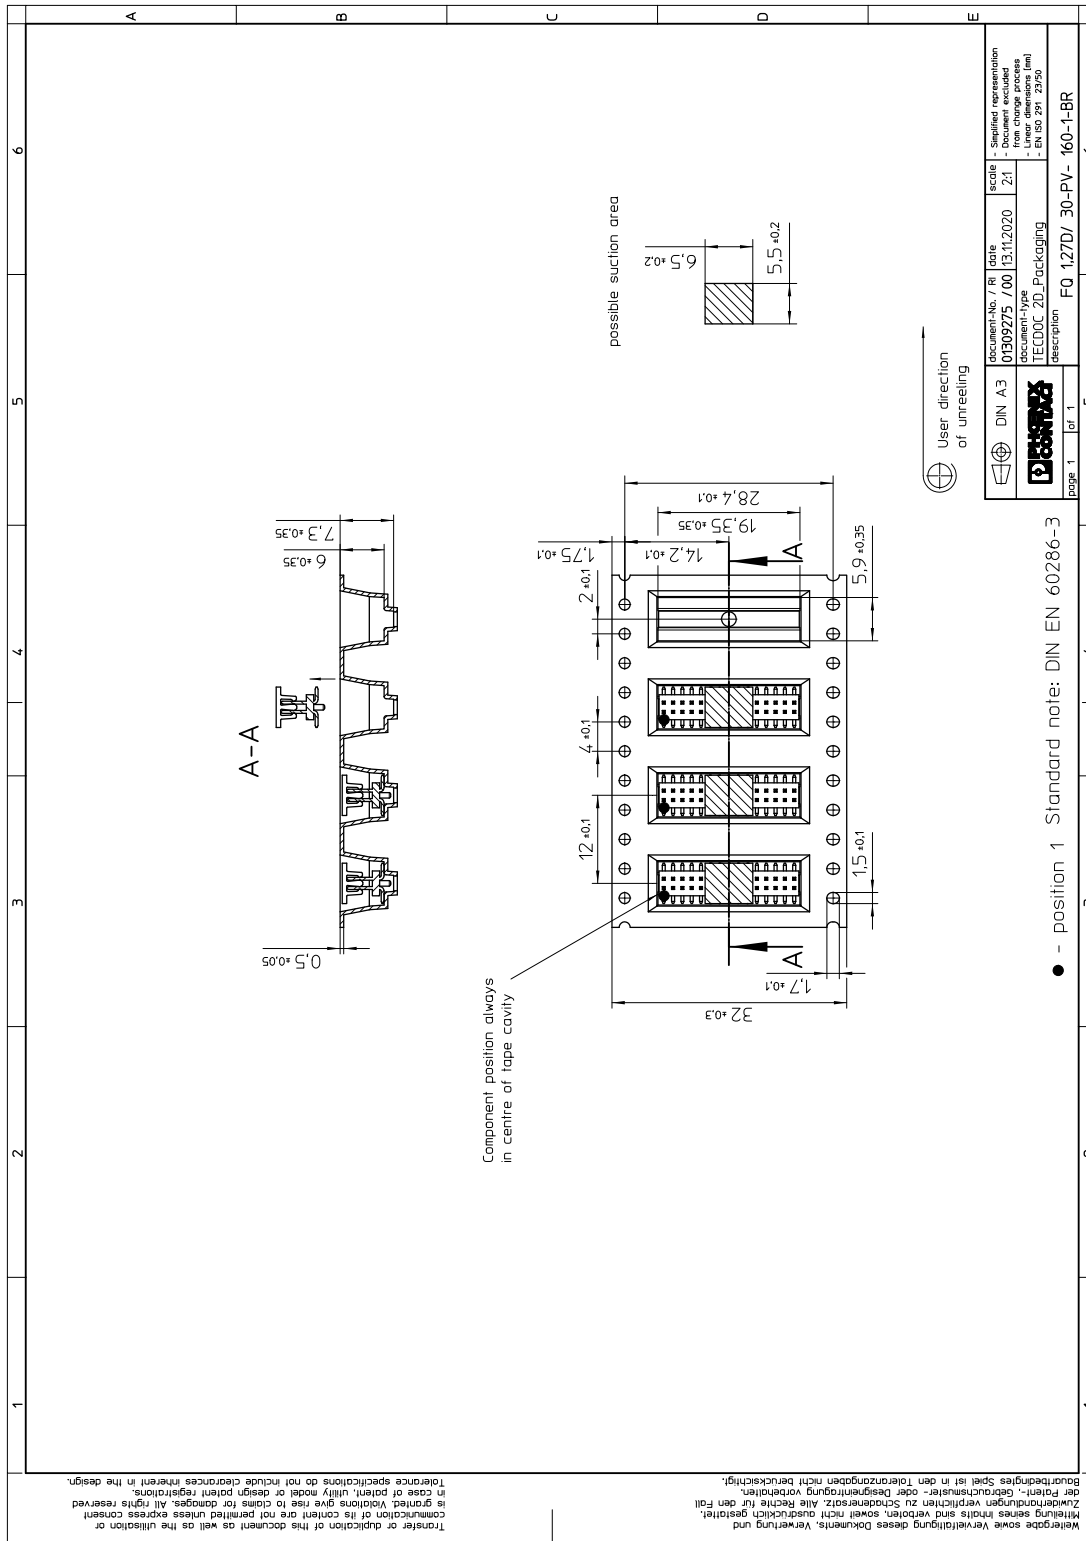 A
B
C
D
E
6
5
4
3
2
1
A-A
7,3 ±0,35
6 ±0,35
0,5 ±0,05
possible suction area
6,5 ±0,2
5,5 ±0,2
User direction
of unreeling
Component position always
in centre of tape cavity
1,75 ±0,1
14,2 ±0,1
19,35 ±0,35
28,4 ±0,1
2 ±0,1
4 ±0,1
12 ±0,1
5,9 ±0,35
1,5 ±0,1
1,7 ±0,1
32 ±0,3
A
A
● - position 1 Standard note: DIN EN 60286-3
DIN A3
PHOENIX
CONTACT
page 1 of 1
document-No. / RI
01309275 / 00
date
13.11.2020
scale
2:1
- Simplified representation
- Document excluded
from change process
- Linear dimensions [mm]
- EN ISO 291 23/50
document-type
TECDOC 2D_Packaging
description
FQ 1,27D/ 30-PV- 160-1-BR
Weitergabe sowie Vervielfältigung dieses Dokuments, Verwertung und
Mitteilung seines Inhalts sind verboten, soweit nicht ausdrücklich gestattet.
Zuwiderhandlungen verpflichten zu Schadenersatz. Alle Rechte für den Fall
der Patent-, Gebrauchsmuster- oder Designeintragung vorbehalten.
Bauartbedingtes Spiel ist in den Toleranzangaben nicht berücksichtigt.
Transfer or duplication of this document as well as the utilisation or
communication of its content are not permitted unless express consent
is granted. Violations give rise to claims for damages. All rights reserved
in case of patent, utility model or design patent registrations.
Tolerance specifications do not include clearances inherent in the design.